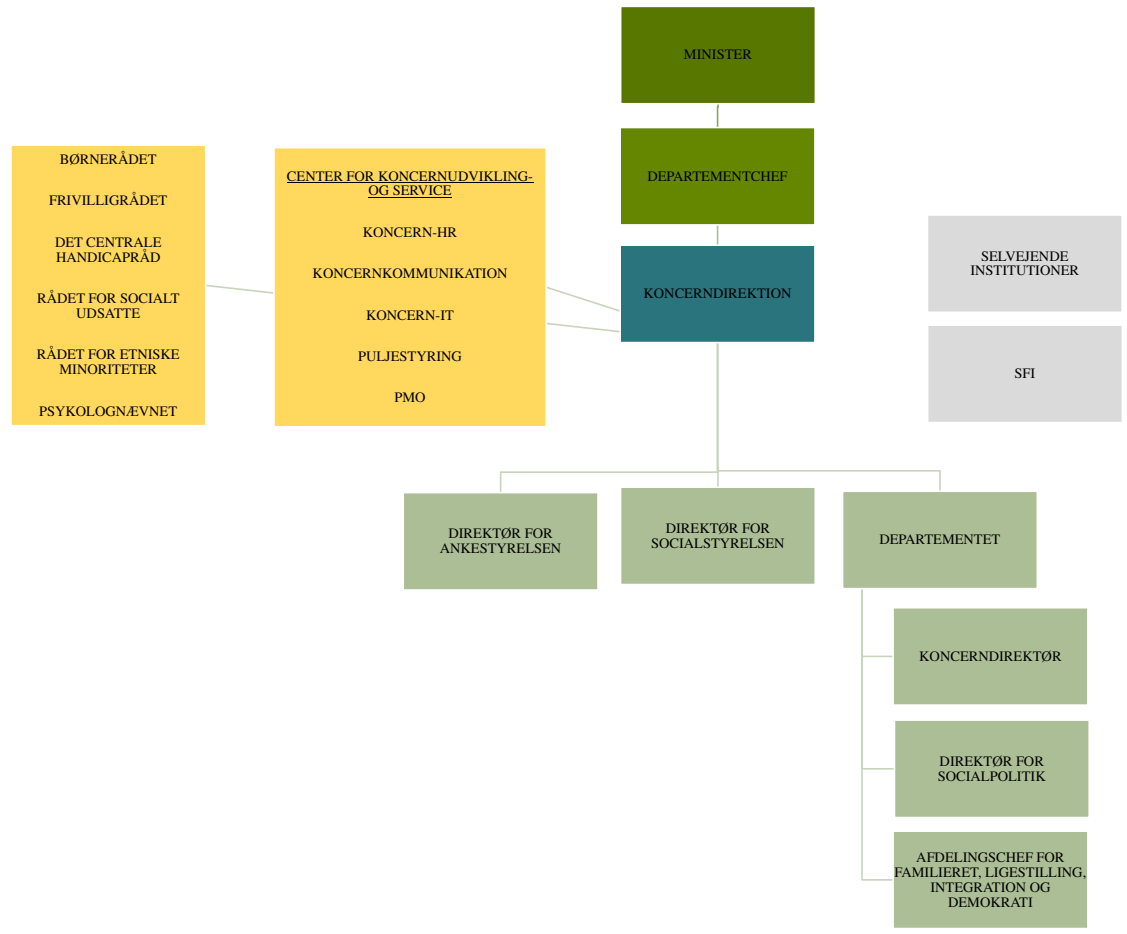 MINISTER
DEPARTEMENTCHEF
KONCERNDIREKTION
BØRNERÅDET
FRIVILLIGRÅDET
DET CENTRALE
HANDICAPRÅD
RÅDET FOR SOCIALT
UDSATTE
RÅDET FOR ETNISKE
MINORITETER
PSYKOLOGNÆVNET
CENTER FOR KONCERNUDVIKLING-
OG SERVICE
KONCERN-HR
KONCERNKOMMUNIKATION
KONCERN-IT
PULJESTYRING
PMO
SELVEJENDE
INSTITUTIONER
SFI
DIREKTØR FOR
ANKESTYRELSEN
DIREKTØR FOR
SOCIALSTYRELSEN
DEPARTEMENTET
KONCERNDIREKTØR
DIREKTØR FOR
SOCIALPOLITIK
AFDELINGSCHEF FOR
FAMILIERET, LIGESTILLING,
INTEGRATION OG
DEMOKRATI